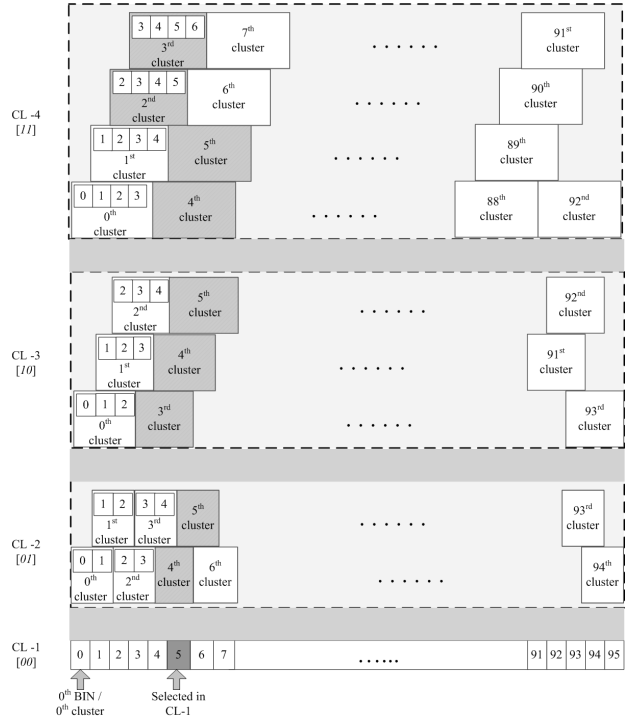 3 4 5 6
3rd cluster
7th cluster
. . . . . .
91st cluster
2 3 4 5
2nd cluster
6th cluster
. . . . . .
90th cluster
CL -4
[11]
1 2 3 4
1st cluster
5th cluster
. . . . . .
89th cluster
0 1 2 3
0th cluster
4th cluster
. . . . . .
88th cluster
92nd cluster
2 3 4
2nd cluster
5th cluster
. . . . . .
92nd cluster
CL -3
[10]
1 2 3
1st cluster
4th cluster
. . . . . .
91st cluster
0 1 2
0th cluster
3rd cluster
. . . . . .
93rd cluster
1 2
1st cluster
3 4
3rd cluster
5th cluster
. . . . . .
93rd cluster
CL -2
[01]
0 1
0th cluster
2 3
2nd cluster
4th cluster
6th cluster
. . . . . .
94th cluster
CL -1
[00]
0 1 2 3 4 5 6 7 ...... 91 92 93 94 95
0th BIN /
0th cluster
Selected in
CL-1